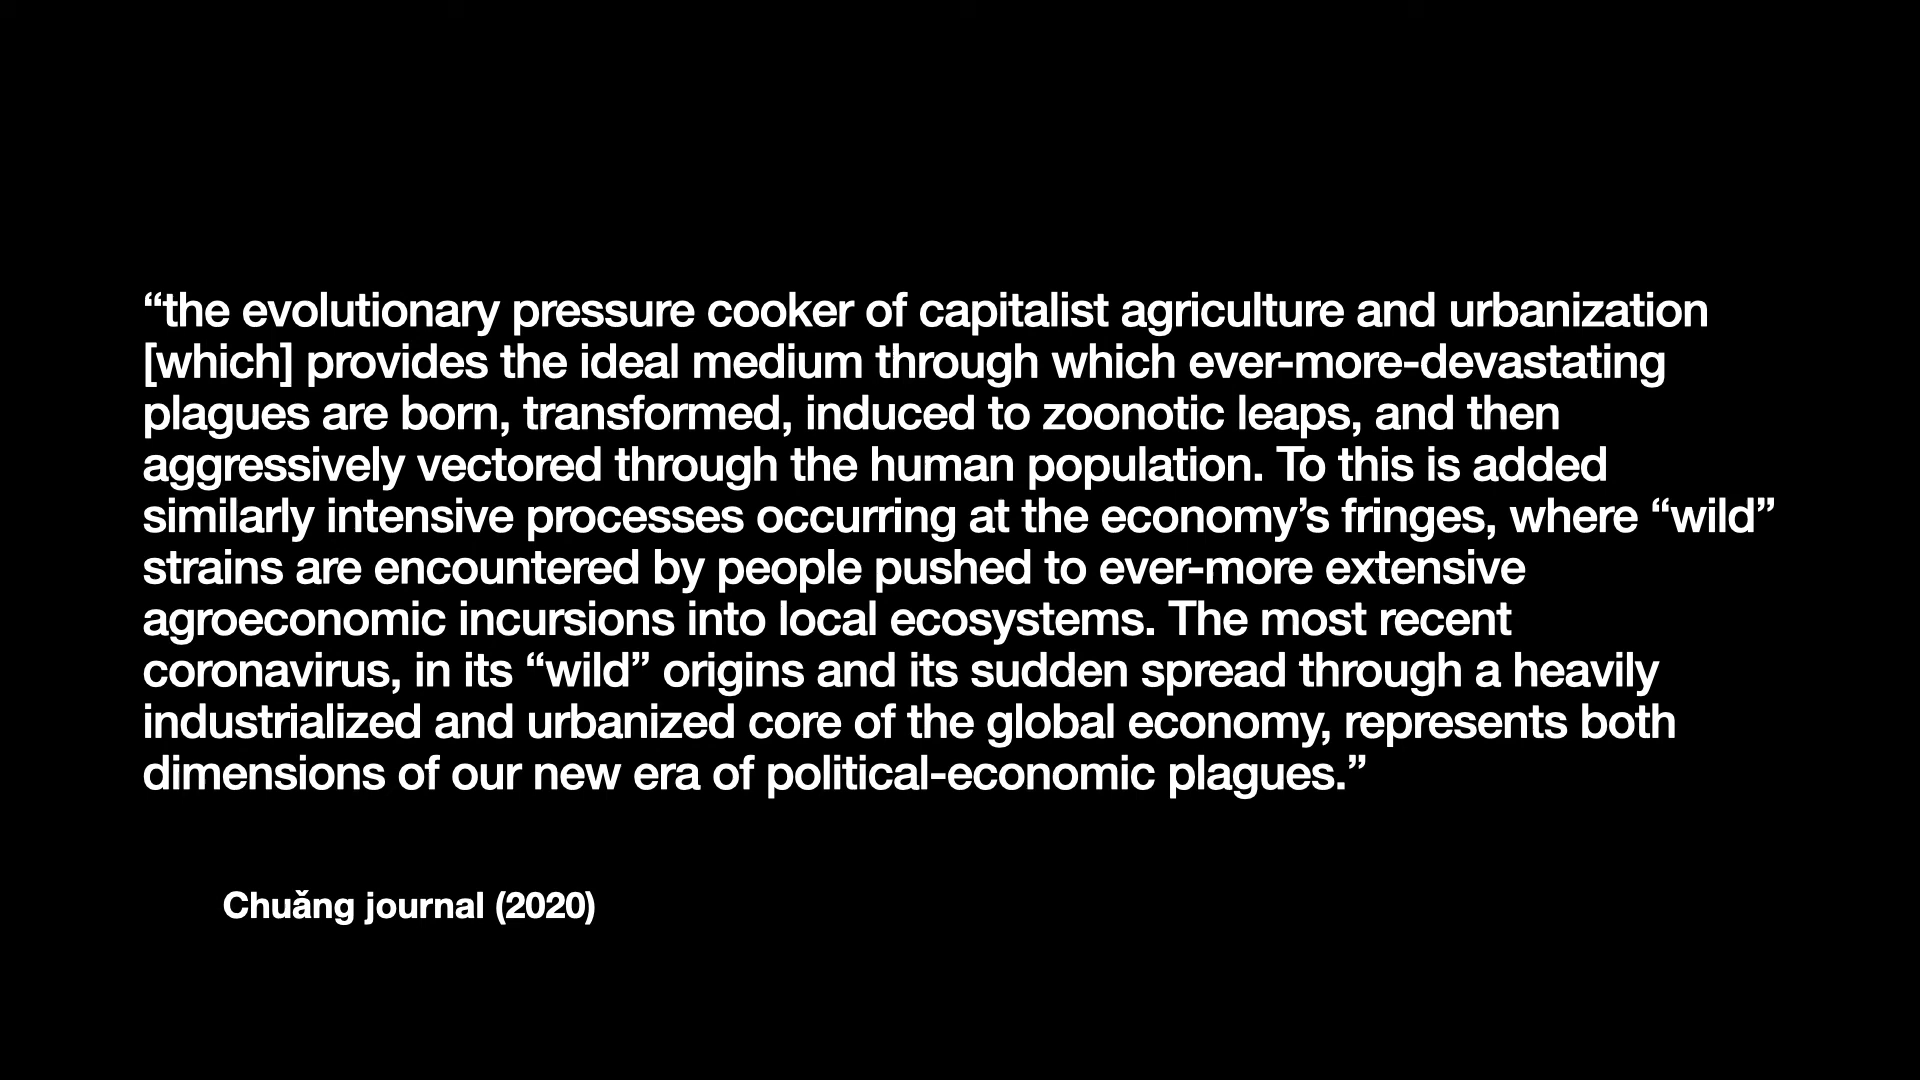 “the evolutionary pressure cooker of capitalist agriculture and urbanization
[which] provides the ideal medium through which ever-more-devastating
plagues are born, transformed, induced to zoonotic leaps, and then
aggressively vectored through the human population. To this is added
similarly intensive processes occurring at the economy’s fringes, where “wild”
strains are encountered by people pushed to ever-more extensive
agroeconomic incursions into local ecosystems. The most recent
coronavirus, in its “wild” origins and its sudden spread through a heavily
industrialized and urbanized core of the global economy, represents both
dimensions of our new era of political-economic plagues.”
Chuǎng journal (2020)